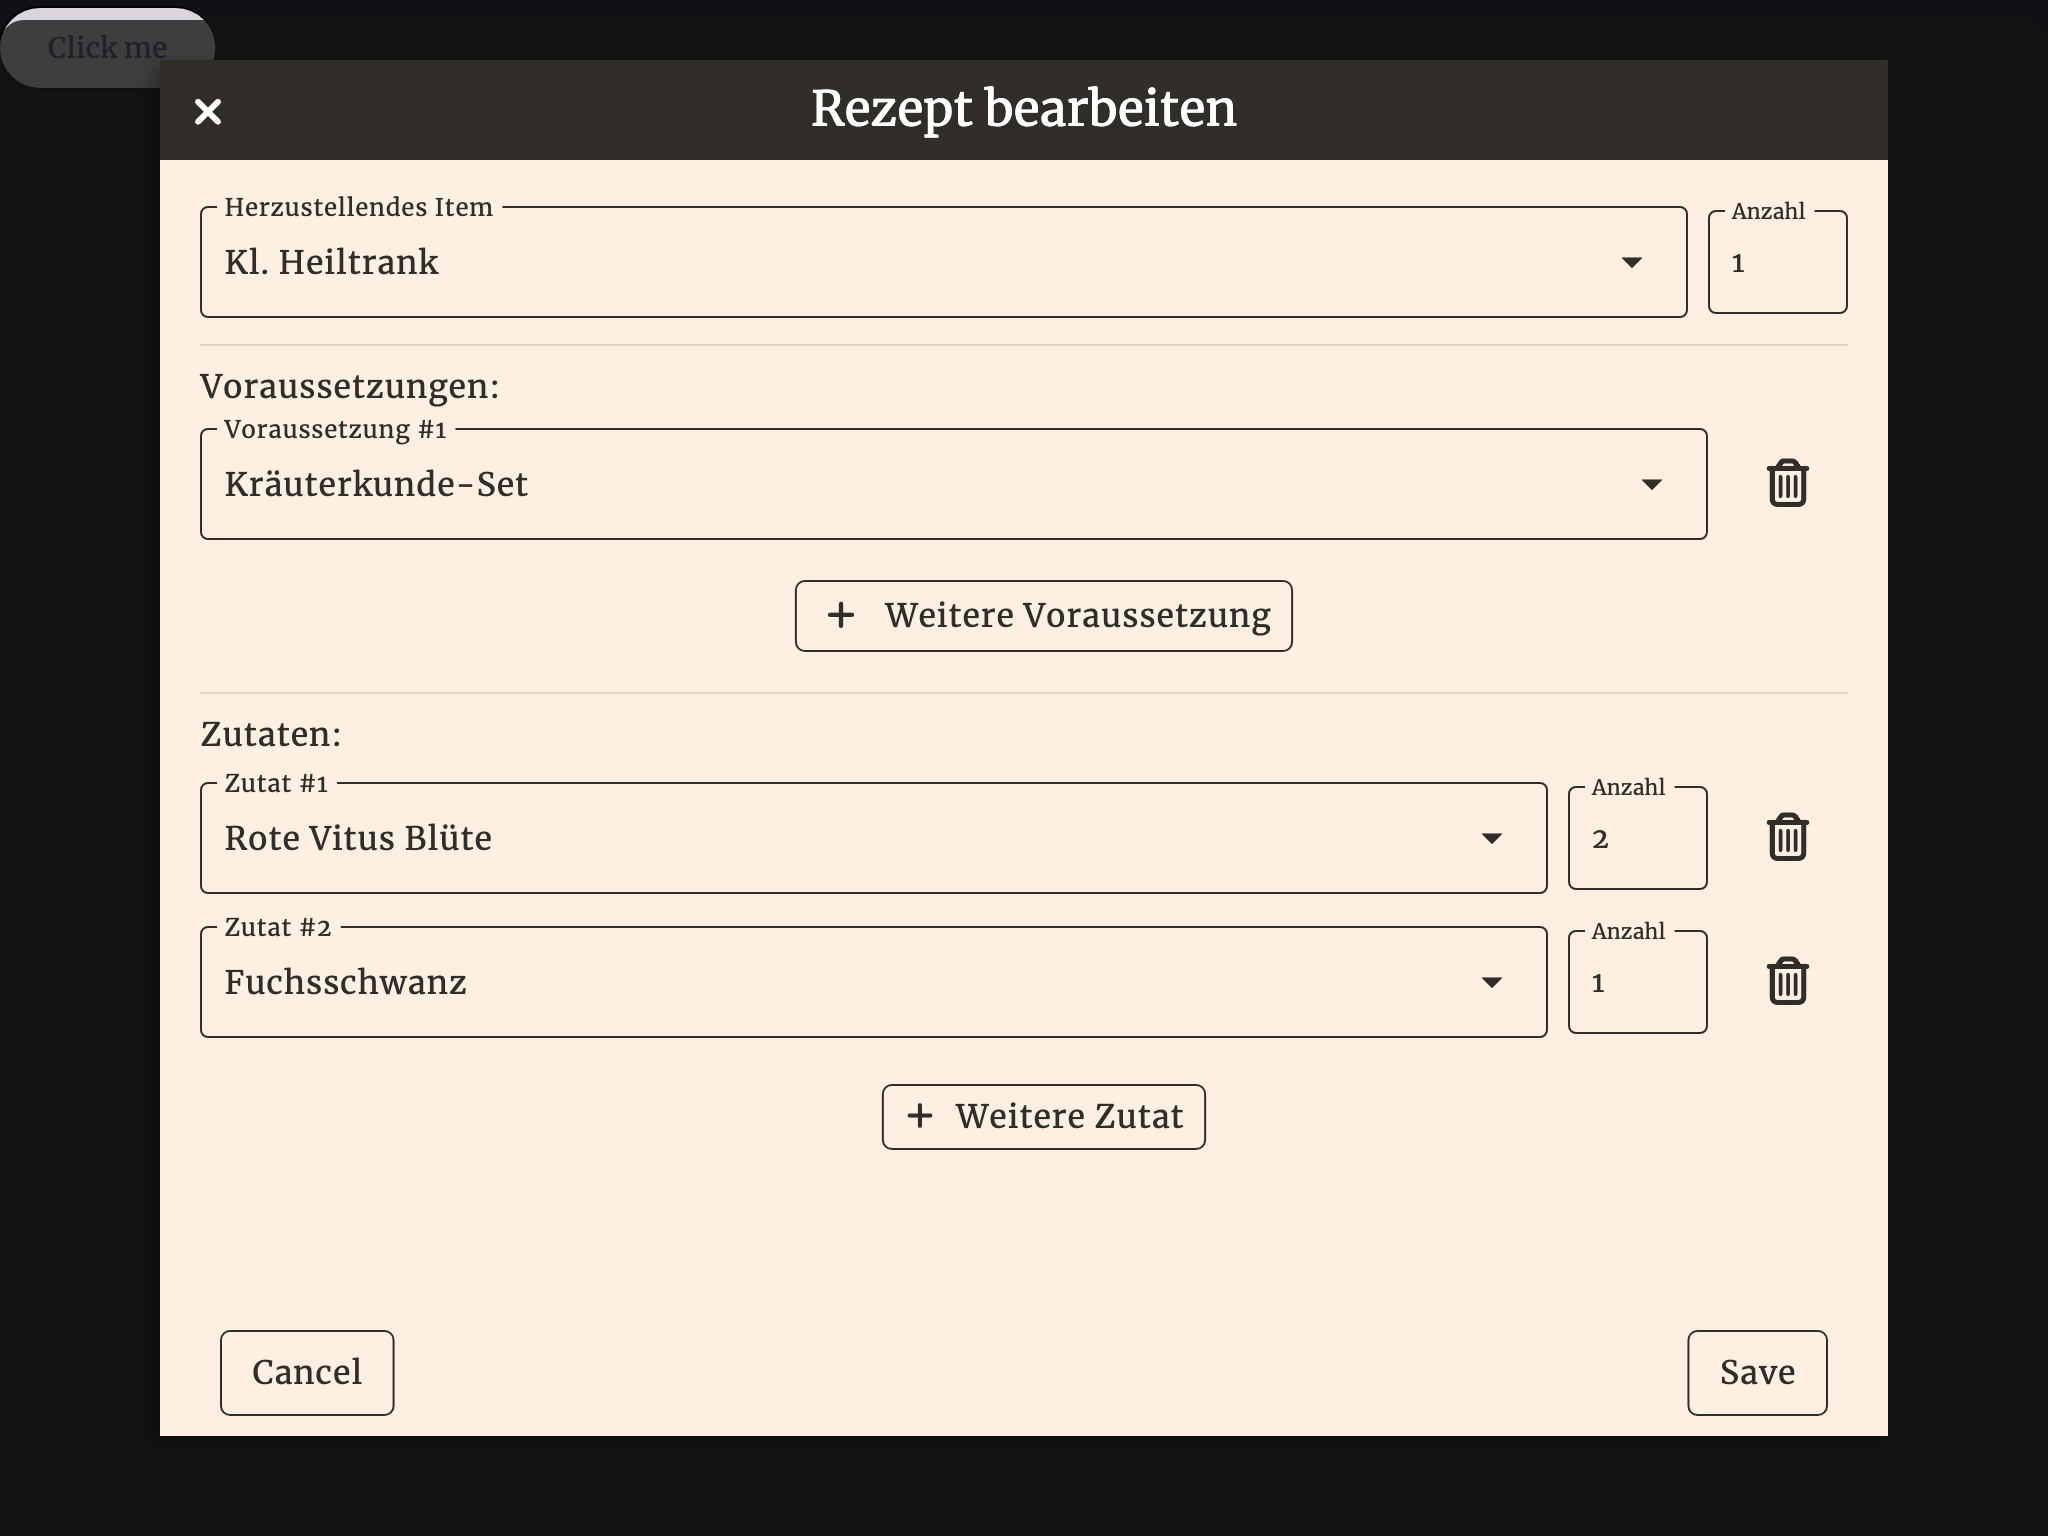 Click me
Rezept bearbeiten
Herzustellendes Item
Anzahl
Kl. Heiltrank
1
Voraussetzungen:
Voraussetzung #1
Kräuterkunde-Set
+ Weitere Voraussetzung
Zutaten:
Zutat #1
Anzahl
Rote Vitus Blüte
2
Zutat #2
Anzahl
Fuchsschwanz
1
+ Weitere Zutat
Cancel
Save